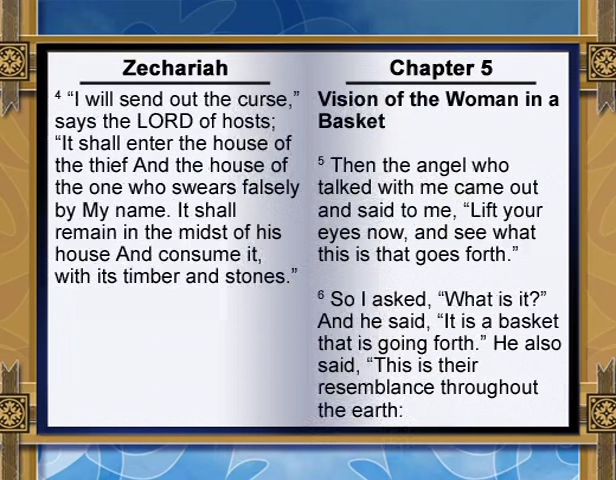 Zechariah
4 “I will send out the curse,”
says the LORD of hosts;
“It shall enter the house of
the thief And the house of
the one who swears falsely
by My name. It shall
remain in the midst of his
house And consume it,
with its timber and stones.”
Chapter 5
Vision of the Woman in a
Basket
5 Then the angel who
talked with me came out
and said to me, “Lift your
eyes now, and see what
this is that goes forth.”
6 So I asked, “What is it?”
And he said, “It is a basket
that is going forth.” He also
said, “This is their
resemblance throughout
the earth: